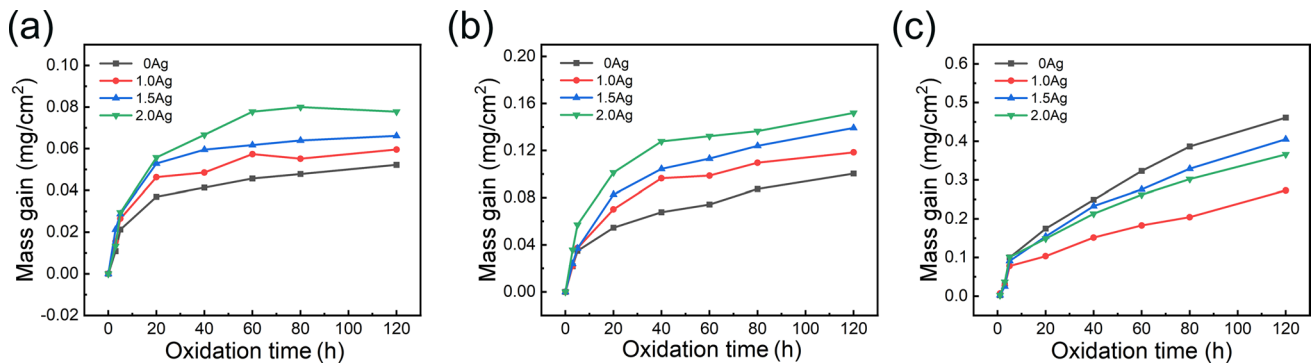 (a)
Mass gain (mg/cm²)
0.10
0.08
0.06
0.04
0.02
0.00
-0.02
0Ag
1.0Ag
1.5Ag
2.0Ag
0 20 40 60 80 100 120
Oxidation time (h)
(b)
Mass gain (mg/cm²)
0.20
0.16
0.12
0.08
0.04
0.00
0Ag
1.0Ag
1.5Ag
2.0Ag
0 20 40 60 80 100 120
Oxidation time (h)
(c)
Mass gain (mg/cm²)
0.6
0.5
0.4
0.3
0.2
0.1
0.0
0Ag
1.0Ag
1.5Ag
2.0Ag
0 20 40 60 80 100 120
Oxidation time (h)